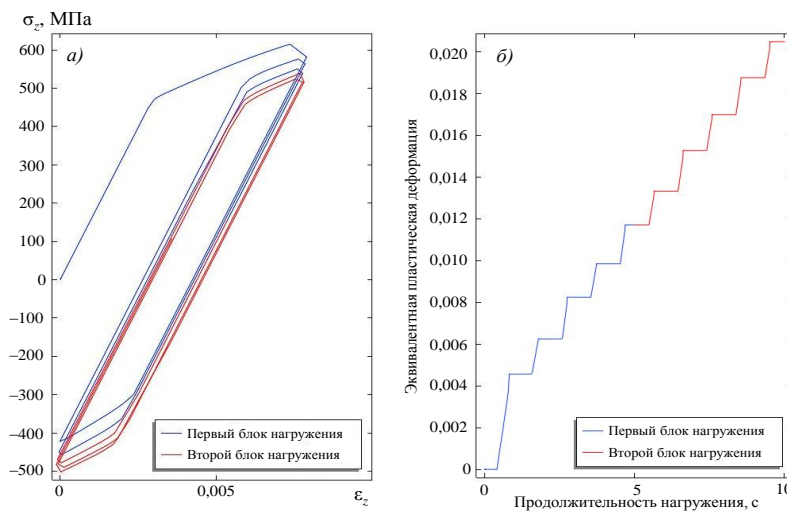 σz, МПа
а)
600
500
400
300
200
100
0
−100
−200
−300
−400
−500
0
0,005
εz
Первый блок нагружения
Второй блок нагружения
б)
Эквивалентная пластическая деформация
0,020
0,018
0,016
0,014
0,012
0,010
0,008
0,006
0,004
0,002
0
0
5
10
Продолжительность нагружения, с
Первый блок нагружения
Второй блок нагружения